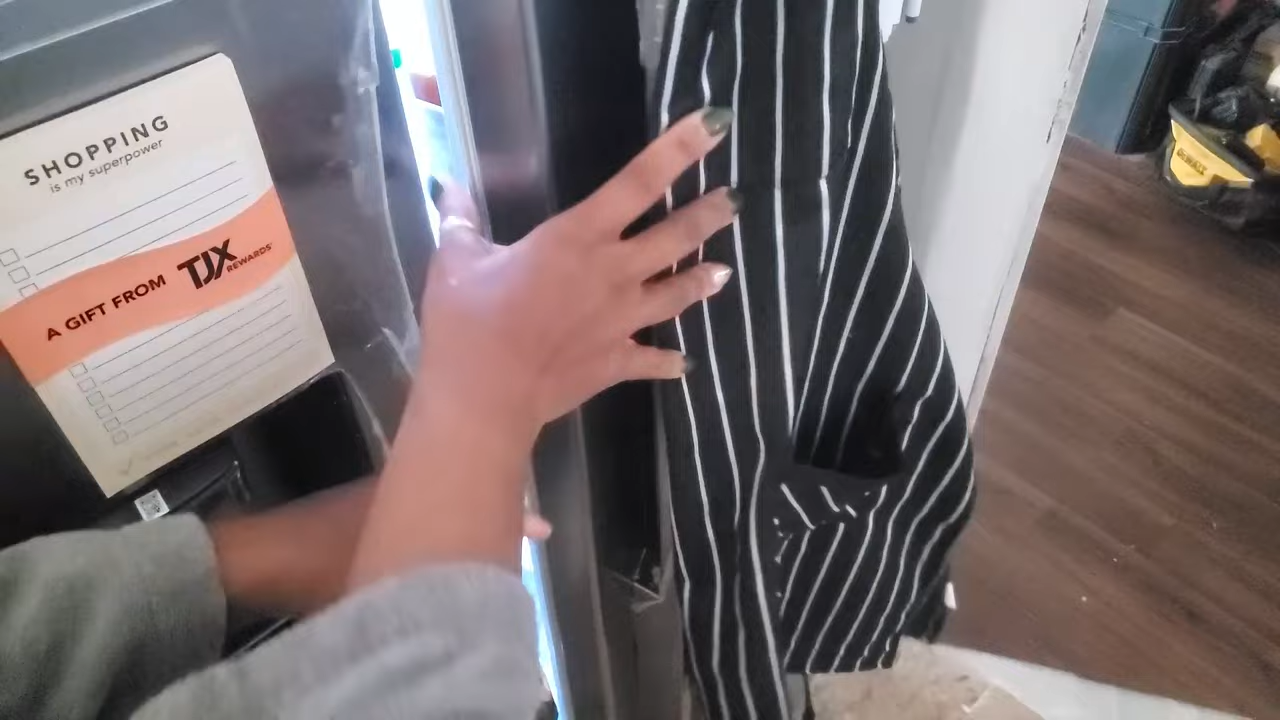 SHOPPING
is my superpower
A GIFT FROM TJX
REWARDS®
DEWALT